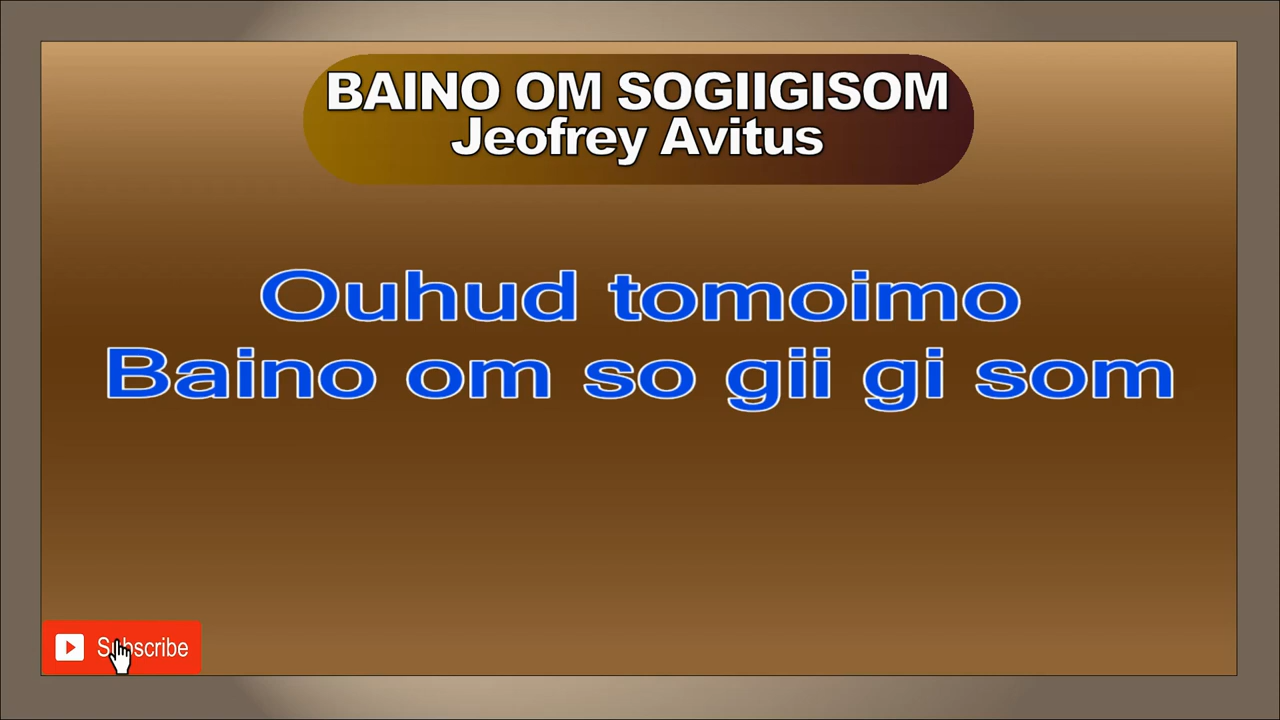 BAINO OM SOGIIGISOM
Jeofrey Avitus
Ouhud tomoimo
Baino om so gii gi som
Subscribe